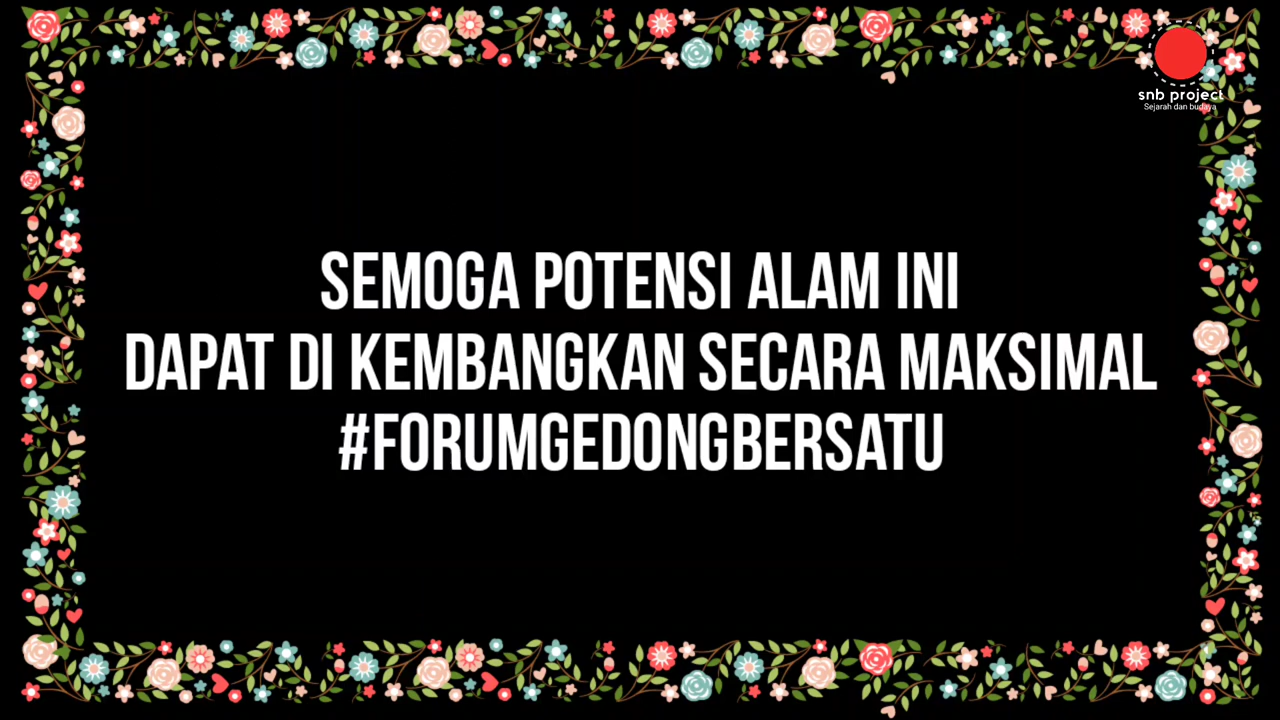 snb project
Sejarah dan budaya
SEMOGA POTENSI ALAM INI
DAPAT DI KEMBANGKAN SECARA MAKSIMAL
#FORUMGEDONGBERSATU